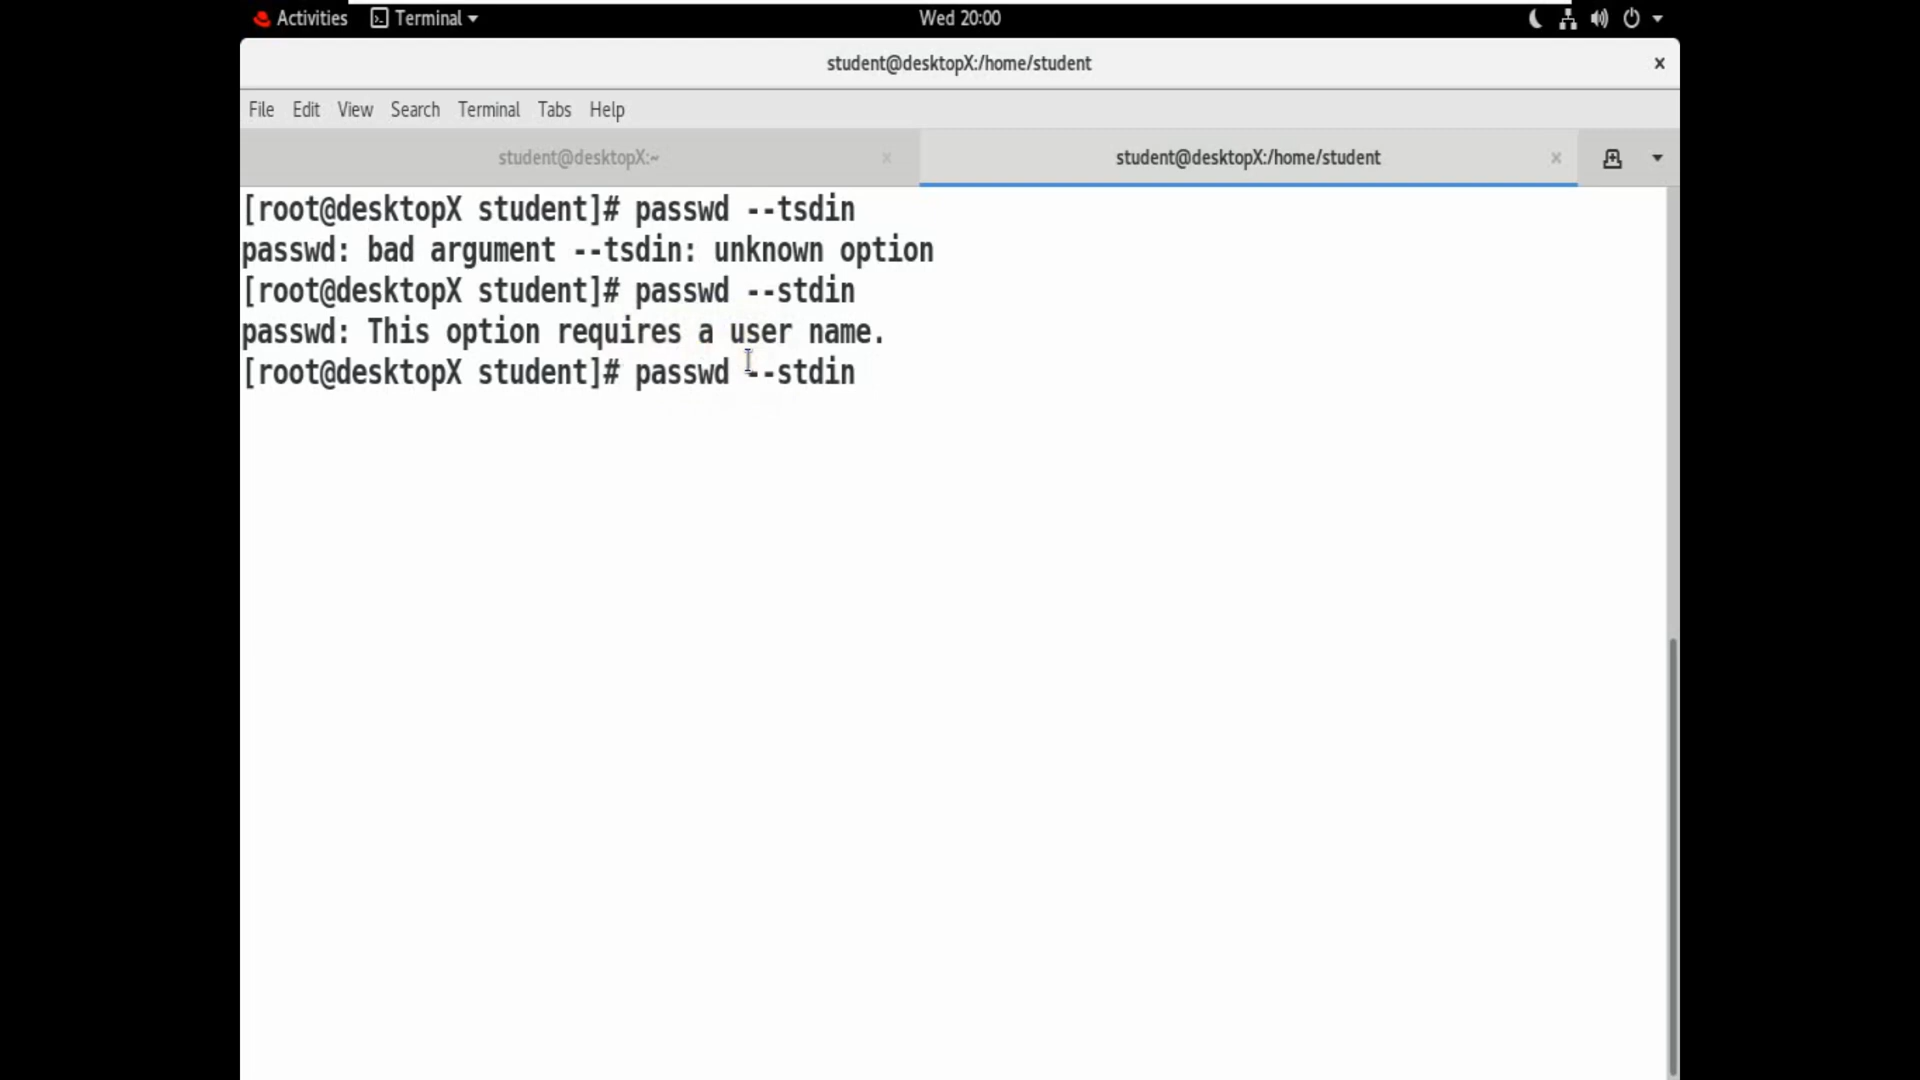 Activities Terminal Wed 20:00
student@desktopX:/home/student
File Edit View Search Terminal Tabs Help
student@desktopX:~ student@desktopX:/home/student
[root@desktopX student]# passwd --tsdin
passwd: bad argument --tsdin: unknown option
[root@desktopX student]# passwd --stdin
passwd: This option requires a user name.
[root@desktopX student]# passwd --stdin